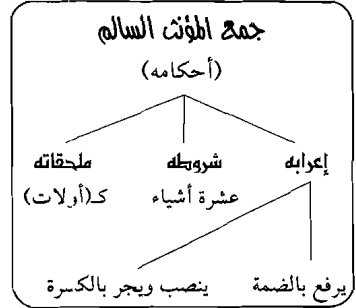 جمع المؤنث السالم
(أحكامه)
إعرابه شروطه ملحقاته
عشرة أشياء كـ(أولات)
يرفع بالضمة ينصب ويجر بالكسرة